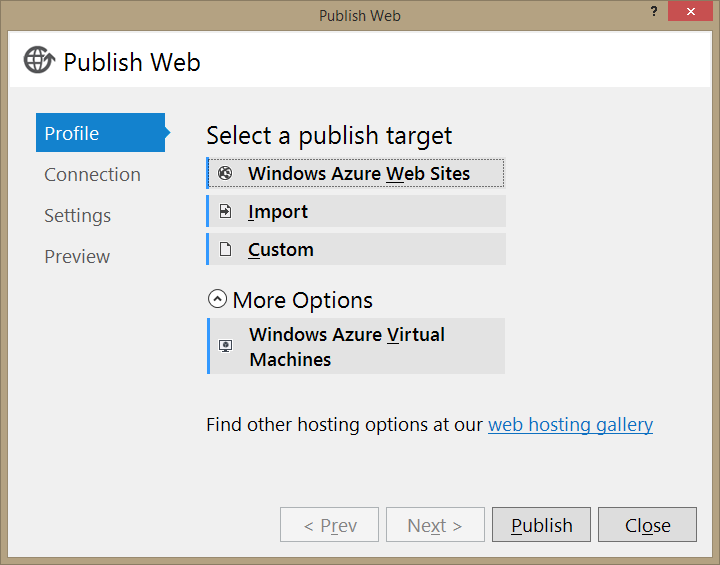 Publish Web
?
Publish Web
Profile
Connection
Settings
Preview
Select a publish target
Windows Azure Web Sites
Import
Custom
More Options
Windows Azure Virtual
Machines
Find other hosting options at our web hosting gallery
< Prev
Next >
Publish
Close